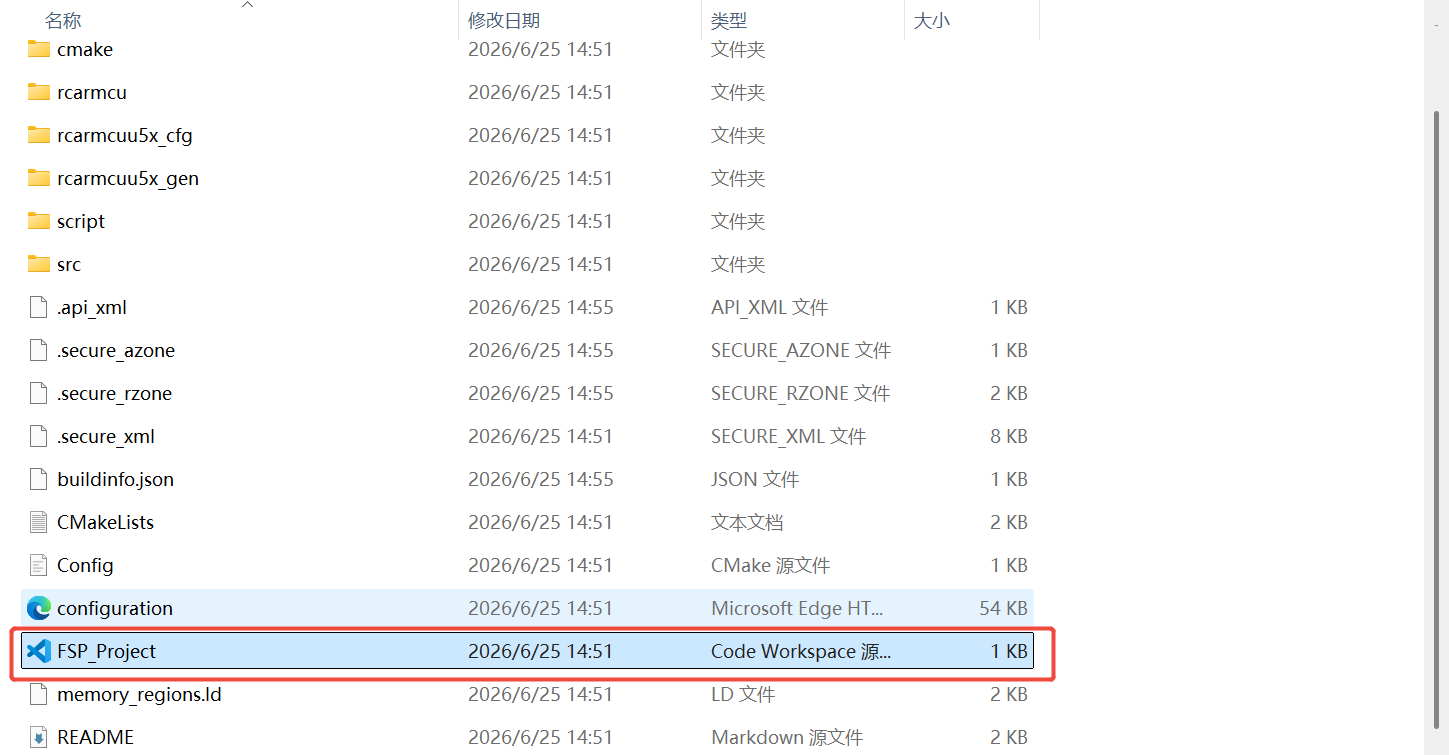 名称 修改日期 类型 大小
cmake 2026/6/25 14:51 文件夹
rcarmcu 2026/6/25 14:51 文件夹
rcarmcuu5x_cfg 2026/6/25 14:51 文件夹
rcarmcuu5x_gen 2026/6/25 14:51 文件夹
script 2026/6/25 14:51 文件夹
src 2026/6/25 14:51 文件夹
.api_xml 2026/6/25 14:55 API_XML 文件 1 KB
.secure_azone 2026/6/25 14:55 SECURE_AZONE 文件 1 KB
.secure_rzone 2026/6/25 14:55 SECURE_RZONE 文件 2 KB
.secure_xml 2026/6/25 14:51 SECURE_XML 文件 8 KB
buildinfo.json 2026/6/25 14:55 JSON 文件 1 KB
CMakeLists 2026/6/25 14:51 文本文档 2 KB
Config 2026/6/25 14:51 CMake 源文件 1 KB
configuration 2026/6/25 14:51 Microsoft Edge HT... 54 KB
FSP_Project 2026/6/25 14:51 Code Workspace 源... 1 KB
memory_regions.ld 2026/6/25 14:51 LD 文件 2 KB
README 2026/6/25 14:51 Markdown 源文件 2 KB